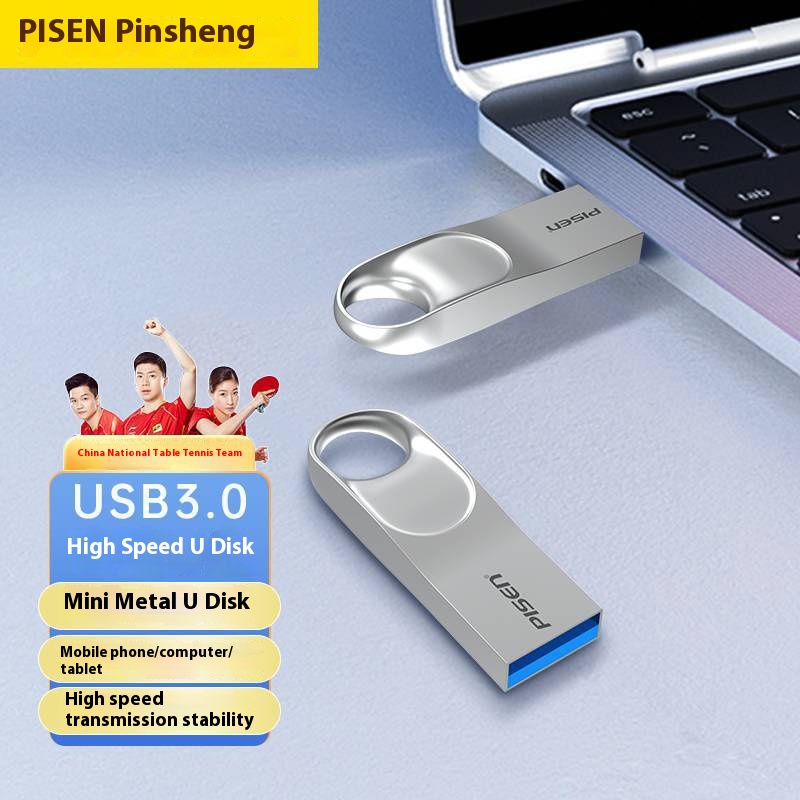 PISEN Pinsheng
esc
tab
PISEN
China National Table Tennis Team
USB3.0
High Speed U Disk
PISEN
Mini Metal U Disk
Mobile phone/computer/
tablet
High speed
transmission stability